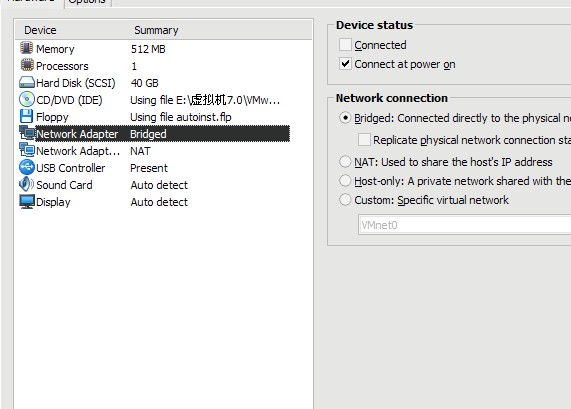 Options
Device Summary
Memory 512 MB
Processors 1
Hard Disk (SCSI) 40 GB
CD/DVD (IDE) Using file E:\虚拟机7.0\VMw...
Floppy Using file autoinst.flp
Network Adapter Bridged
Network Adapt... NAT
USB Controller Present
Sound Card Auto detect
Display Auto detect
Device status
Connected
Connect at power on
Network connection
Bridged: Connected directly to the physical n
Replicate physical network connection sta
NAT: Used to share the host's IP address
Host-only: A private network shared with the
Custom: Specific virtual network
VMnet0